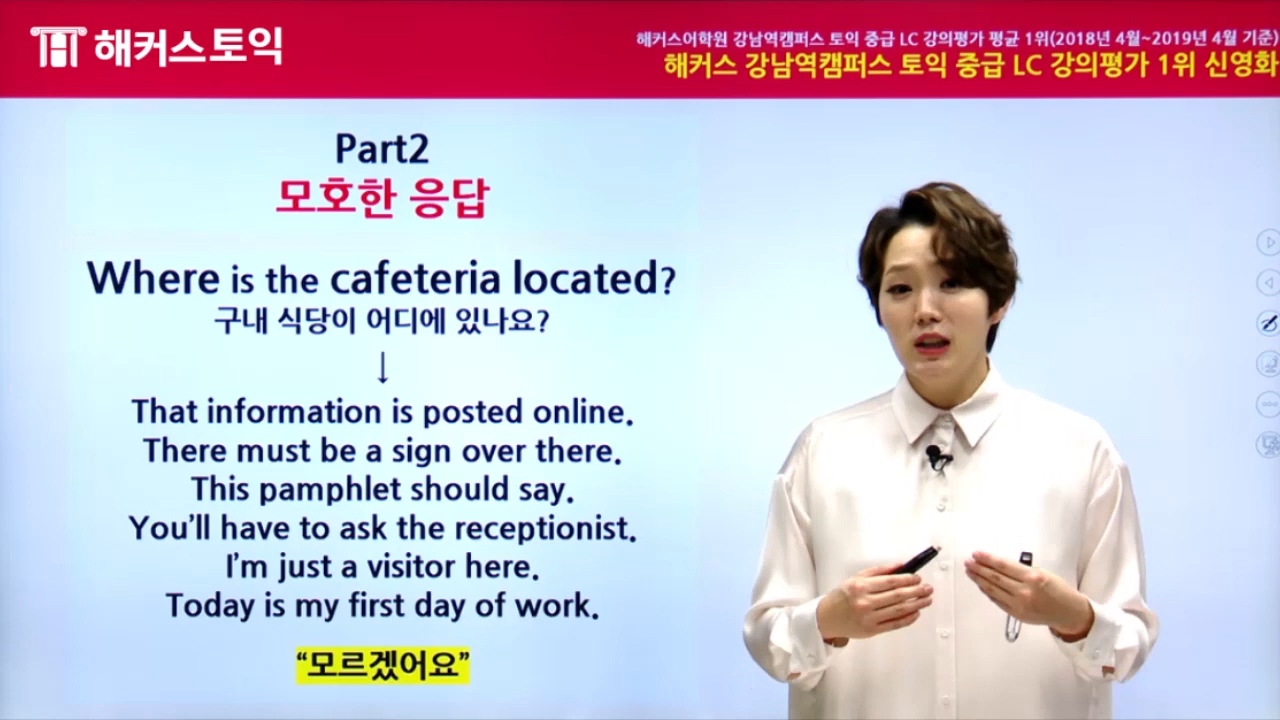 해커스토익
해커스어학원 강남역캠퍼스 토익 중급 LC 강의평가 평균 1위(2018년 4월~2019년 4월 기준)
해커스 강남역캠퍼스 토익 중급 LC 강의평가 1위 신영화
Part2
모호한 응답
Where is the cafeteria located?
구내 식당이 어디에 있나요?
↓
That information is posted online.
There must be a sign over there.
This pamphlet should say.
You’ll have to ask the receptionist.
I’m just a visitor here.
Today is my first day of work.
“모르겠어요”